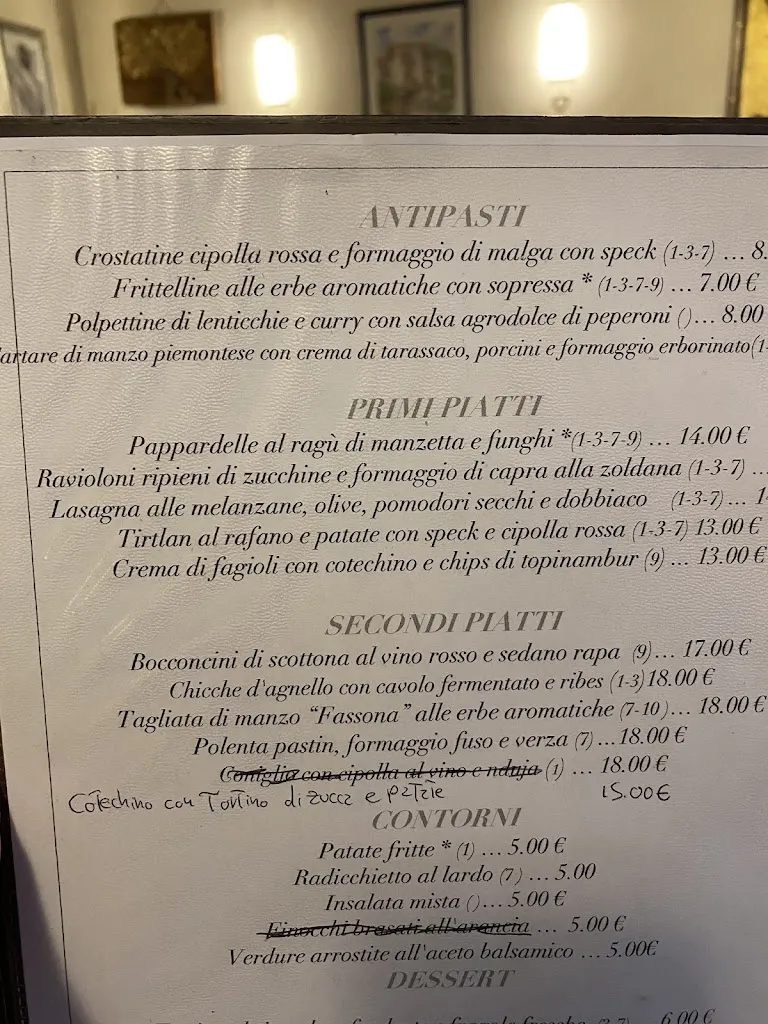 ANTIPASTI
Crostatine cipolla rossa e formaggio di malga con speck (1-3-7) ... 8.
Frittelline alle erbe aromatiche con sopressa * (1-3-7-9) ... 7.00 €
Polpettine di lenticchie e curry con salsa agrodolce di peperoni ()... 8.00
artare di manzo piemontese con crema di tarassaco, porcini e formaggio erborinato(1-
PRIMI PIATTI
Pappardelle al ragù di manzetta e funghi *(1-3-7-9) ... 14.00 €
Ravioloni ripieni di zucchine e formaggio di capra alla zoldana (1-3-7) ...
Lasagna alle melanzane, olive, pomodori secchi e dobbiaco (1-3-7)... 1
Tirtlan al rafano e patate con speck e cipolla rossa (1-3-7) 13.00 €
Crema di fagioli con cotechino e chips di topinambur (9) ... 13.00 €
SECONDI PIATTI
Bocconcini di scottona al vino rosso e sedano rapa (9)... 17.00 €
Chicche d'agnello con cavolo fermentato e ribes (1-3)18.00 €
Tagliata di manzo "Fassona" alle erbe aromatiche (7-10)... 18.00 €
Polenta pastin, formaggio fuso e verza (7)...18.00 €
Coniglio con cipolla al vino e nduja (1) ... 18.00 €
Cotechino con Tortino di zucca e patate 15.00€
CONTORNI
Patate fritte * (1) ... 5.00 €
Radicchietto al lardo (7) ... 5.00
Insalata mista ()... 5.00 €
Finocchi brasati all'arancia ... 5.00 €
Verdure arrostite all'aceto balsamico ... 5.00€
DESSERT
6.00 €